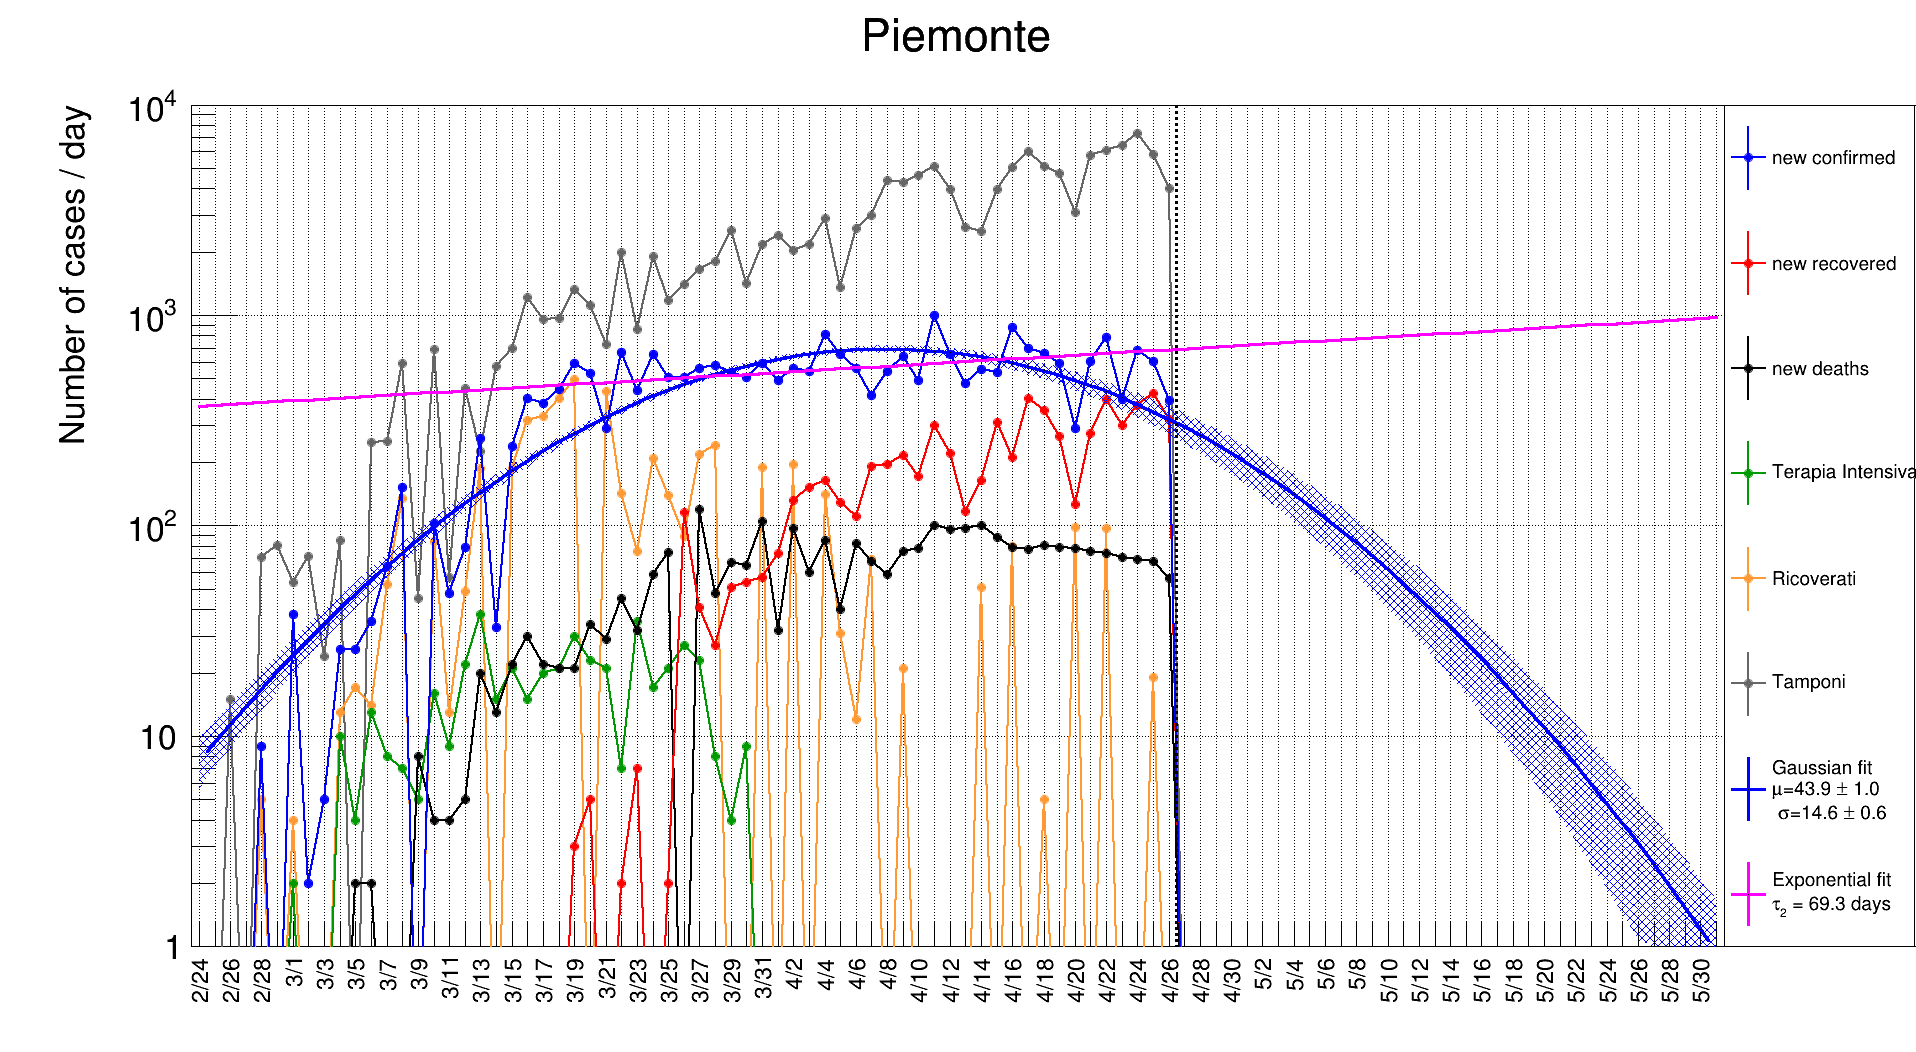 Piemonte
Number of cases / day
10^4
10^3
10^2
10
1
2/24 2/26 2/28 3/1 3/3 3/5 3/7 3/9 3/11 3/13 3/15 3/17 3/19 3/21 3/23 3/25 3/27 3/29 3/31 4/2 4/4 4/6 4/8 4/10 4/12 4/14 4/16 4/18 4/20 4/22 4/24 4/26 4/28 4/30 5/2 5/4 5/6 5/8 5/10 5/12 5/14 5/16 5/18 5/20 5/22 5/24 5/26 5/28 5/30
new confirmed
new recovered
new deaths
Terapia Intensiva
Ricoverati
Tamponi
Gaussian fit
μ=43.9 ± 1.0
σ=14.6 ± 0.6
Exponential fit
τ₂ = 69.3 days